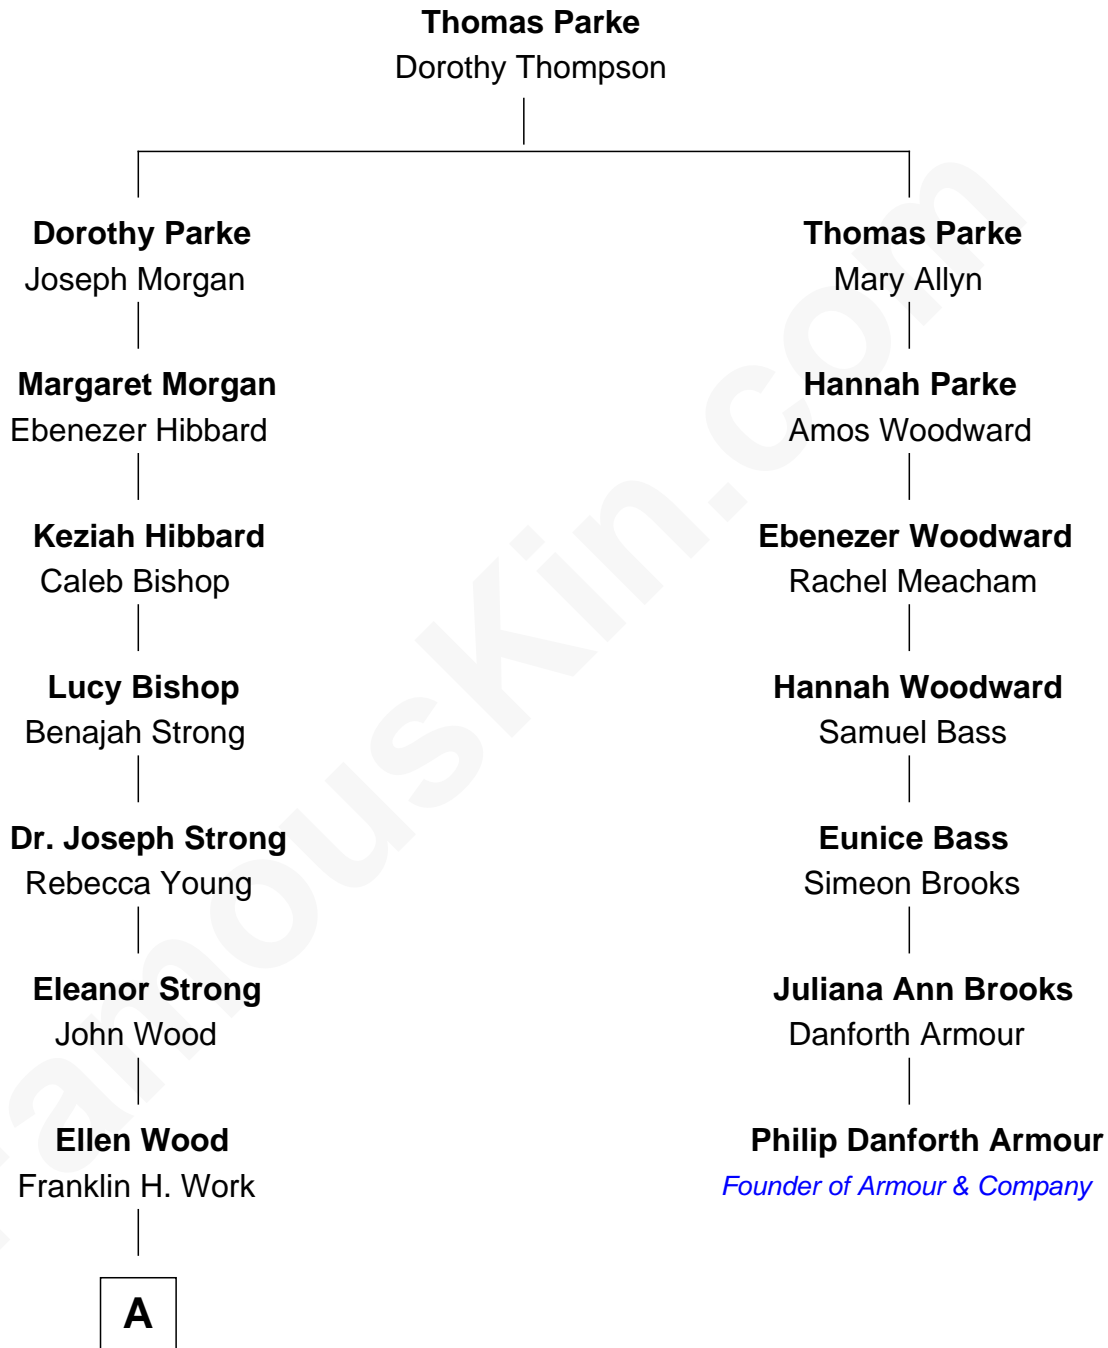 Thomas Parke
Dorothy Thompson
Dorothy Parke
Joseph Morgan
Margaret Morgan
Ebenezer Hibbard
Keziah Hibbard
Caleb Bishop
Lucy Bishop
Benajah Strong
Dr. Joseph Strong
Rebecca Young
Eleanor Strong
John Wood
Ellen Wood
Franklin H. Work
A
Thomas Parke
Mary Allyn
Hannah Parke
Amos Woodward
Ebenezer Woodward
Rachel Meacham
Hannah Woodward
Samuel Bass
Eunice Bass
Simeon Brooks
Juliana Ann Brooks
Danforth Armour
Philip Danforth Armour
Founder of Armour & Company
FamousKin.com